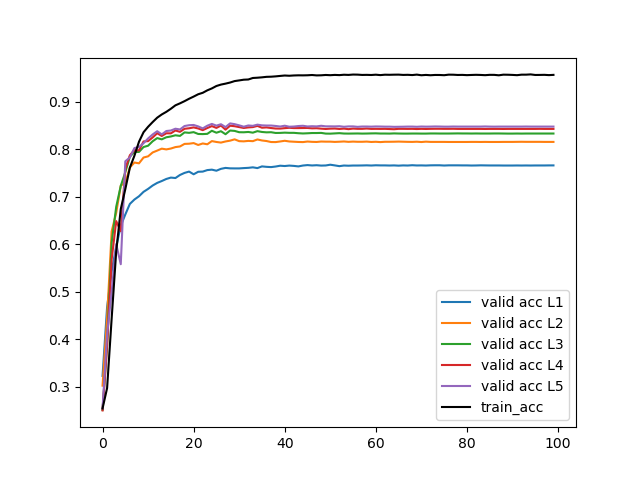 0.9
0.8
0.7
0.6
0.5
0.4
0.3
0 20 40 60 80 100
valid acc L1
valid acc L2
valid acc L3
valid acc L4
valid acc L5
train_acc